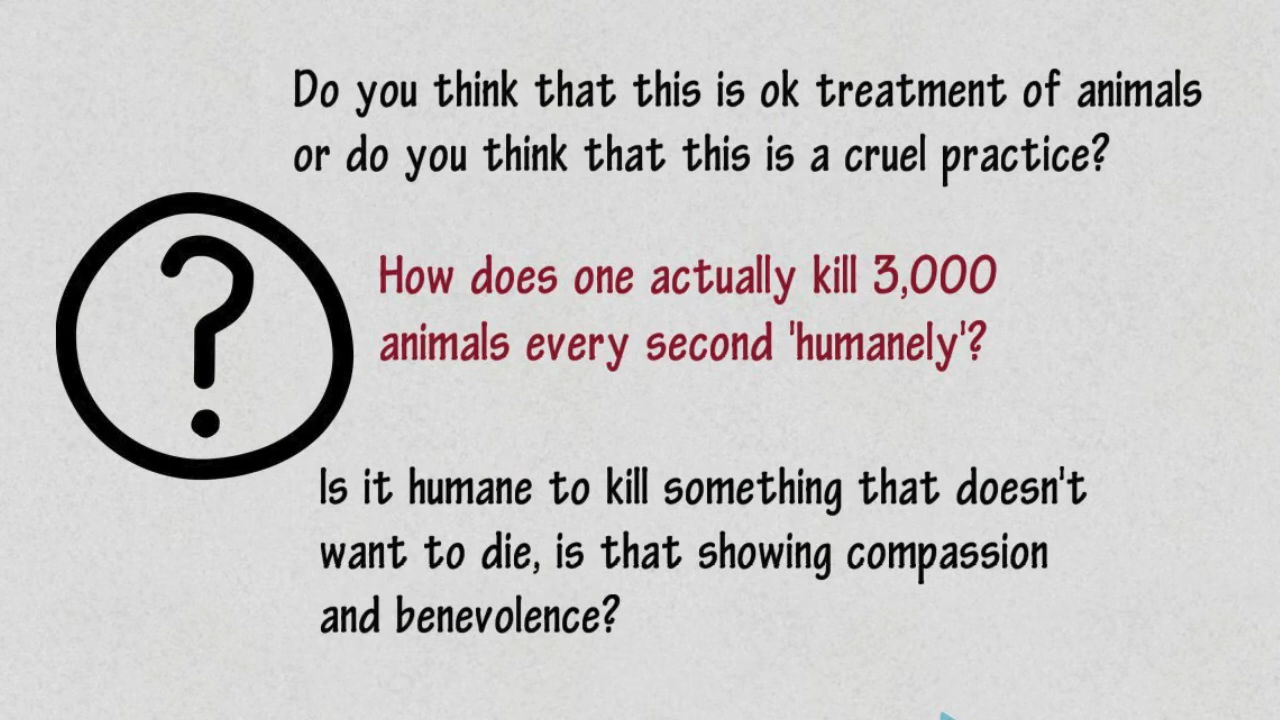 Do you think that this is ok treatment of animals
or do you think that this is a cruel practice?
How does one actually kill 3,000
animals every second 'humanely'?
Is it humane to kill something that doesn't
want to die, is that showing compassion
and benevolence?